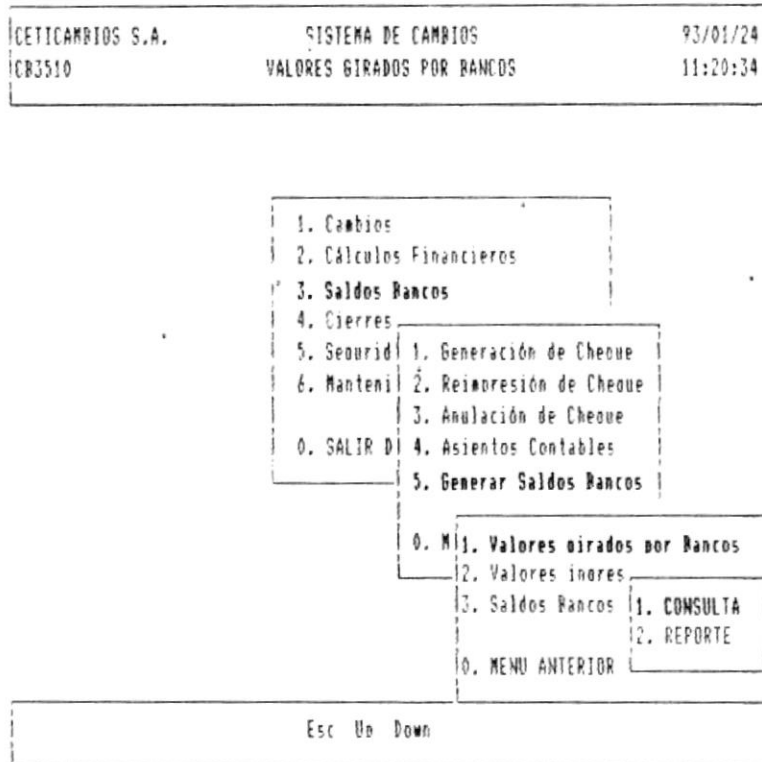 CETICAMBIOS S.A. SISTEMA DE CAMBIOS 93/01/24
CB3510 VALORES GIRADOS POR BANCOS 11:20:34
1. Cambios
2. Cálculos Financieros
3. Saldos Bancos
4. Cierres
5. Segurid
6. Manteni
0. SALIR D
1. Generación de Cheque
2. Reimpresión de Cheque
3. Anulación de Cheque
4. Asientos Contables
5. Generar Saldos Bancos
0. M
1. Valores girados por Bancos
2. Valores ingres
3. Saldos Bancos
0. MENU ANTERIOR
1. CONSULTA
2. REPORTE
Esc Up Down